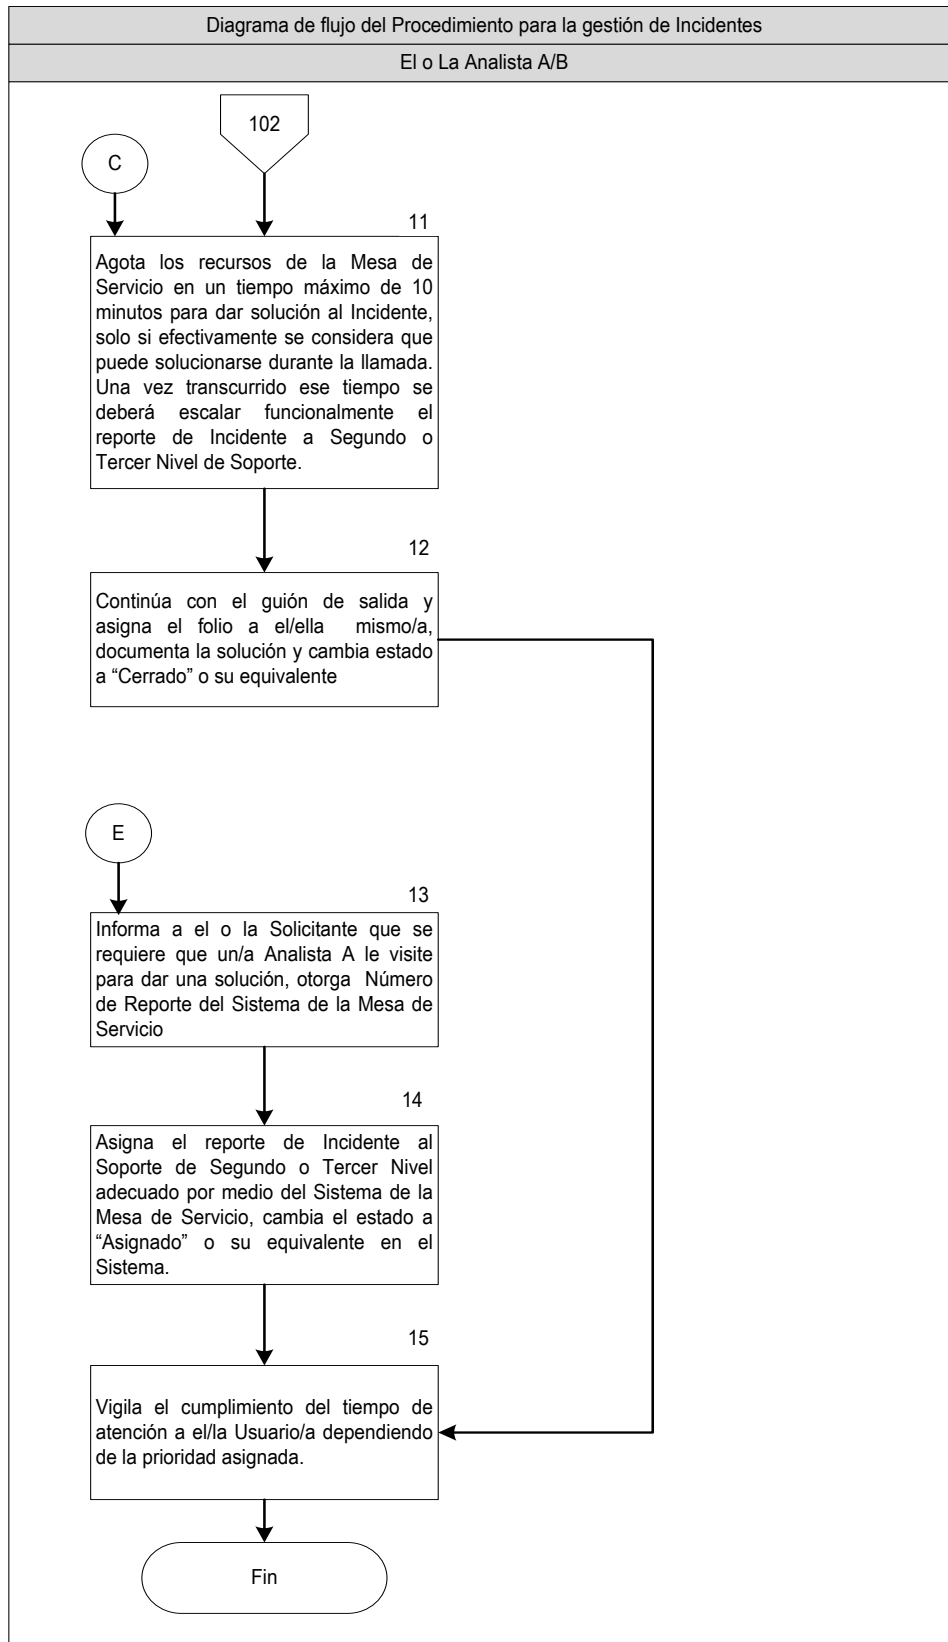 Diagrama de flujo del Procedimiento para la gestión de Incidentes
El o La Analista A/B
102
C
11
Agota los recursos de la Mesa de
Servicio en un tiempo máximo de 10
minutos para dar solución al Incidente,
solo si efectivamente se considera que
puede solucionarse durante la llamada.
Una vez transcurrido ese tiempo se
deberá escalar funcionalmente el
reporte de Incidente a Segundo o
Tercer Nivel de Soporte.
12
Continúa con el guión de salida y
asigna el folio a el/ella mismo/a,
documenta la solución y cambia estado
a “Cerrado” o su equivalente
E
13
Informa a el o la Solicitante que se
requiere que un/a Analista A le visite
para dar una solución, otorga Número
de Reporte del Sistema de la Mesa de
Servicio
14
Asigna el reporte de Incidente al
Soporte de Segundo o Tercer Nivel
adecuado por medio del Sistema de la
Mesa de Servicio, cambia el estado a
“Asignado” o su equivalente en el
Sistema.
15
Vigila el cumplimiento del tiempo de
atención a el/la Usuario/a dependiendo
de la prioridad asignada.
Fin